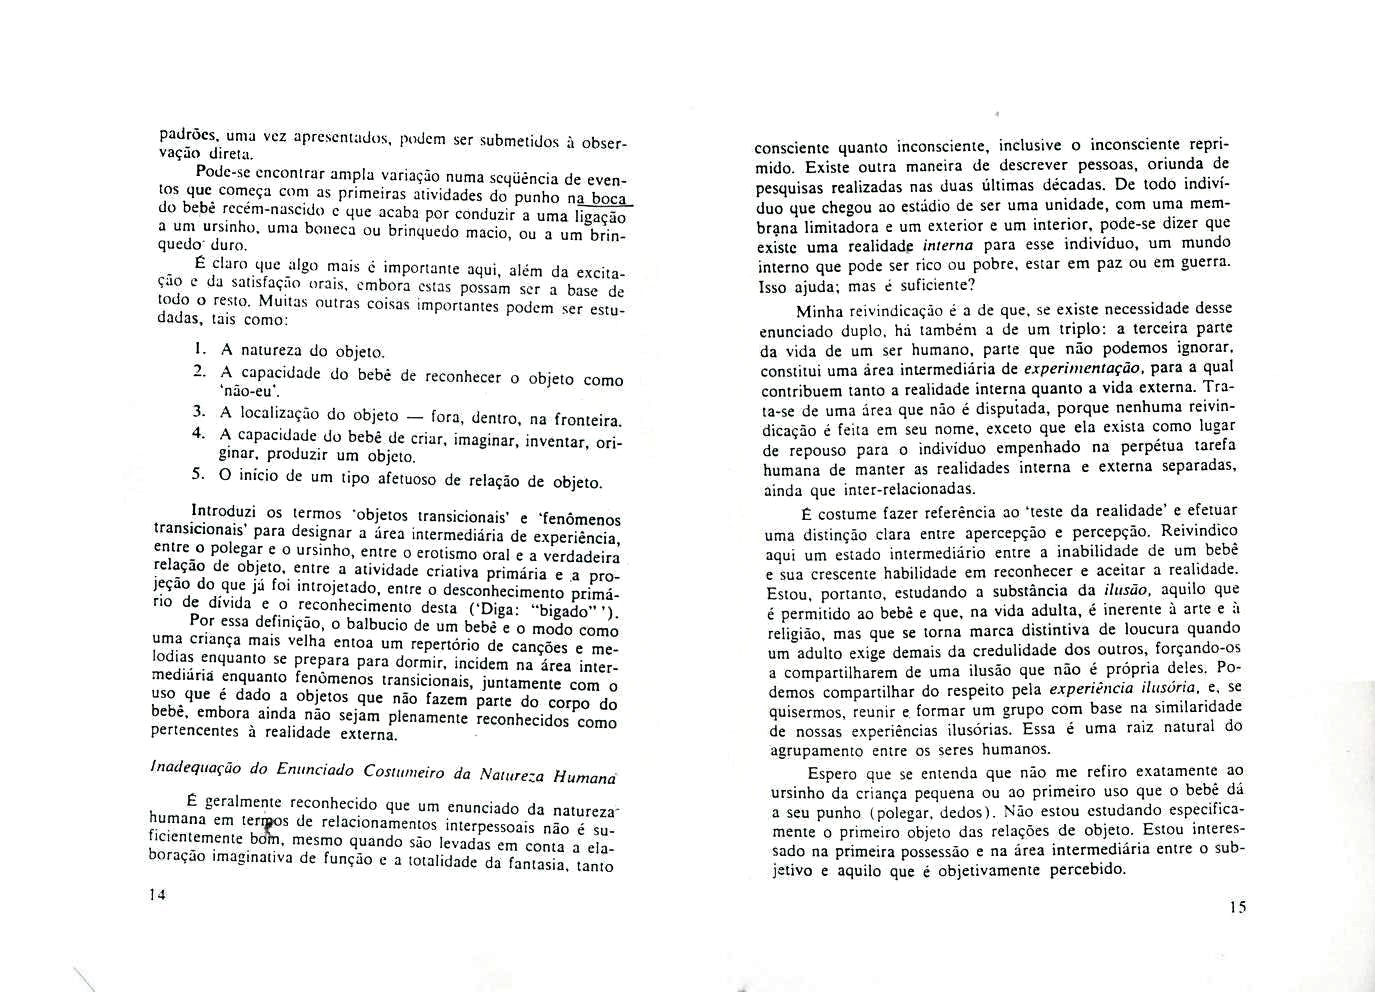 padrões, uma vez apresentados, podem ser submetidos à obser-
vação direta.
Pode-se encontrar ampla variação numa seqüência de even-
tos que começa com as primeiras atividades do punho na boca
do bebê recém-nascido e que acaba por conduzir a uma ligação
a um ursinho, uma boneca ou brinquedo macio, ou a um brin-
quedo duro.
É claro que algo mais é importante aqui, além da excita-
ção e da satisfação orais, embora estas possam ser a base de
todo o resto. Muitas outras coisas importantes podem ser estu-
dadas, tais como:
1. A natureza do objeto.
2. A capacidade do bebê de reconhecer o objeto como
'não-eu'.
3. A localização do objeto — fora, dentro, na fronteira.
4. A capacidade do bebê de criar, imaginar, inventar, ori-
ginar, produzir um objeto.
5. O início de um tipo afetuoso de relação de objeto.
Introduzi os termos 'objetos transicionais' e 'fenômenos
transicionais' para designar a área intermediária de experiência,
entre o polegar e o ursinho, entre o erotismo oral e a verdadeira
relação de objeto, entre a atividade criativa primária e a pro-
jeção do que já foi introjetado, entre o desconhecimento primá-
rio de dívida e o reconhecimento desta ('Diga: "bigado" ').
Por essa definição, o balbucio de um bebê e o modo como
uma criança mais velha entoa um repertório de canções e me-
lodias enquanto se prepara para dormir, incidem na área inter-
mediária enquanto fenômenos transicionais, juntamente com o
uso que é dado a objetos que não fazem parte do corpo do
bebê, embora ainda não sejam plenamente reconhecidos como
pertencentes à realidade externa.
Inadequação do Enunciado Costumeiro da Natureza Humana
É geralmente reconhecido que um enunciado da natureza
humana em termos de relacionamentos interpessoais não é su-
ficientemente bom, mesmo quando são levadas em conta a ela-
boração imaginativa de função e a totalidade da fantasia, tanto
14
consciente quanto inconsciente, inclusive o inconsciente repri-
mido. Existe outra maneira de descrever pessoas, oriunda de
pesquisas realizadas nas duas últimas décadas. De todo indiví-
duo que chegou ao estádio de ser uma unidade, com uma mem-
brana limitadora e um exterior e um interior, pode-se dizer que
existe uma realidade interna para esse indivíduo, um mundo
interno que pode ser rico ou pobre, estar em paz ou em guerra.
Isso ajuda; mas é suficiente?
Minha reivindicação é a de que, se existe necessidade desse
enunciado duplo, há também a de um triplo: a terceira parte
da vida de um ser humano, parte que não podemos ignorar,
constitui uma área intermediária de experimentação, para a qual
contribuem tanto a realidade interna quanto a vida externa. Tra-
ta-se de uma área que não é disputada, porque nenhuma reivin-
dicação é feita em seu nome, exceto que ela exista como lugar
de repouso para o indivíduo empenhado na perpétua tarefa
humana de manter as realidades interna e externa separadas,
ainda que inter-relacionadas.
É costume fazer referência ao 'teste da realidade' e efetuar
uma distinção clara entre apercepção e percepção. Reivindico
aqui um estado intermediário entre a inabilidade de um bebê
e sua crescente habilidade em reconhecer e aceitar a realidade.
Estou, portanto, estudando a substância da ilusão, aquilo que
é permitido ao bebê e que, na vida adulta, é inerente à arte e à
religião, mas que se torna marca distintiva de loucura quando
um adulto exige demais da credulidade dos outros, forçando-os
a compartilharem de uma ilusão que não é própria deles. Po-
demos compartilhar do respeito pela experiência ilusória, e, se
quisermos, reunir e formar um grupo com base na similaridade
de nossas experiências ilusórias. Essa é uma raiz natural do
agrupamento entre os seres humanos.
Espero que se entenda que não me refiro exatamente ao
ursinho da criança pequena ou ao primeiro uso que o bebê dá
a seu punho (polegar, dedos). Não estou estudando especifica-
mente o primeiro objeto das relações de objeto. Estou interes-
sado na primeira possessão e na área intermediária entre o sub-
jetivo e aquilo que é objetivamente percebido.
15